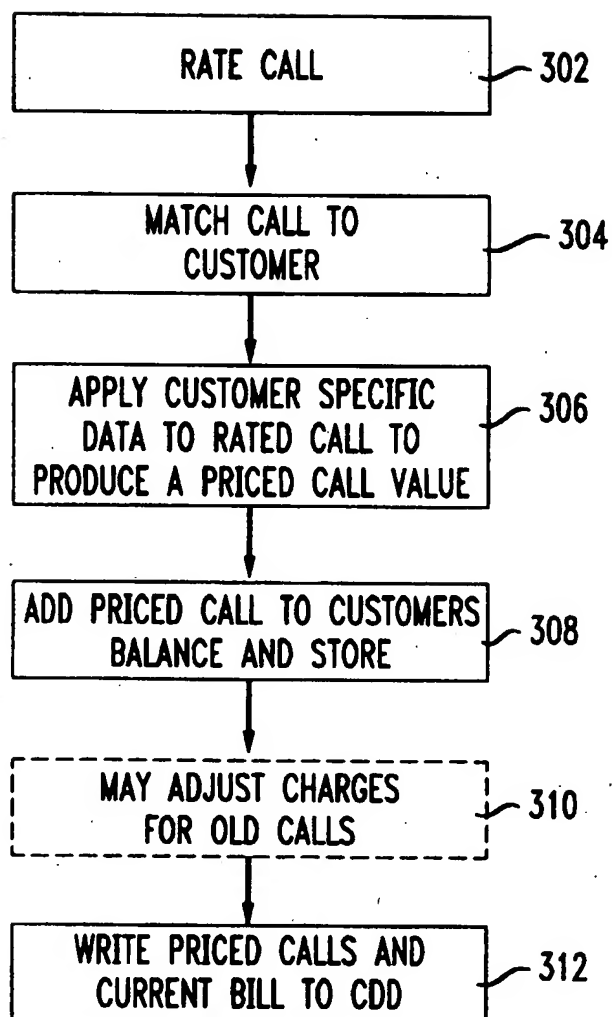 RATE CALL
302
MATCH CALL TO
CUSTOMER
304
APPLY CUSTOMER SPECIFIC
DATA TO RATED CALL TO
PRODUCE A PRICED CALL VALUE
306
ADD PRICED CALL TO CUSTOMERS
BALANCE AND STORE
308
MAY ADJUST CHARGES
FOR OLD CALLS
310
WRITE PRICED CALLS AND
CURRENT BILL TO CDD
312